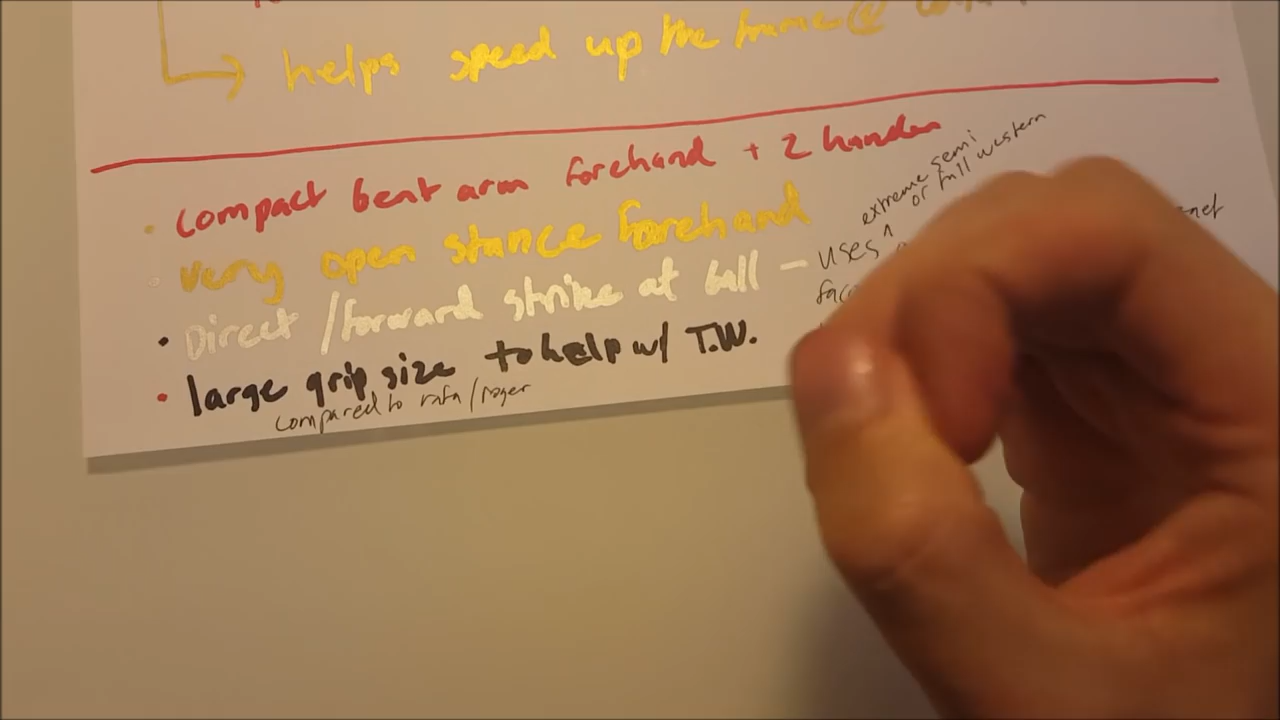 helps speed up the frame @
• compact bent arm forehand + 2 hander
• very open stance forehand
• Direct/forward strike at ball – uses ^
extreme semi
or full western
net
• large grip size to help w/ T.W.
compared to rafa/roger